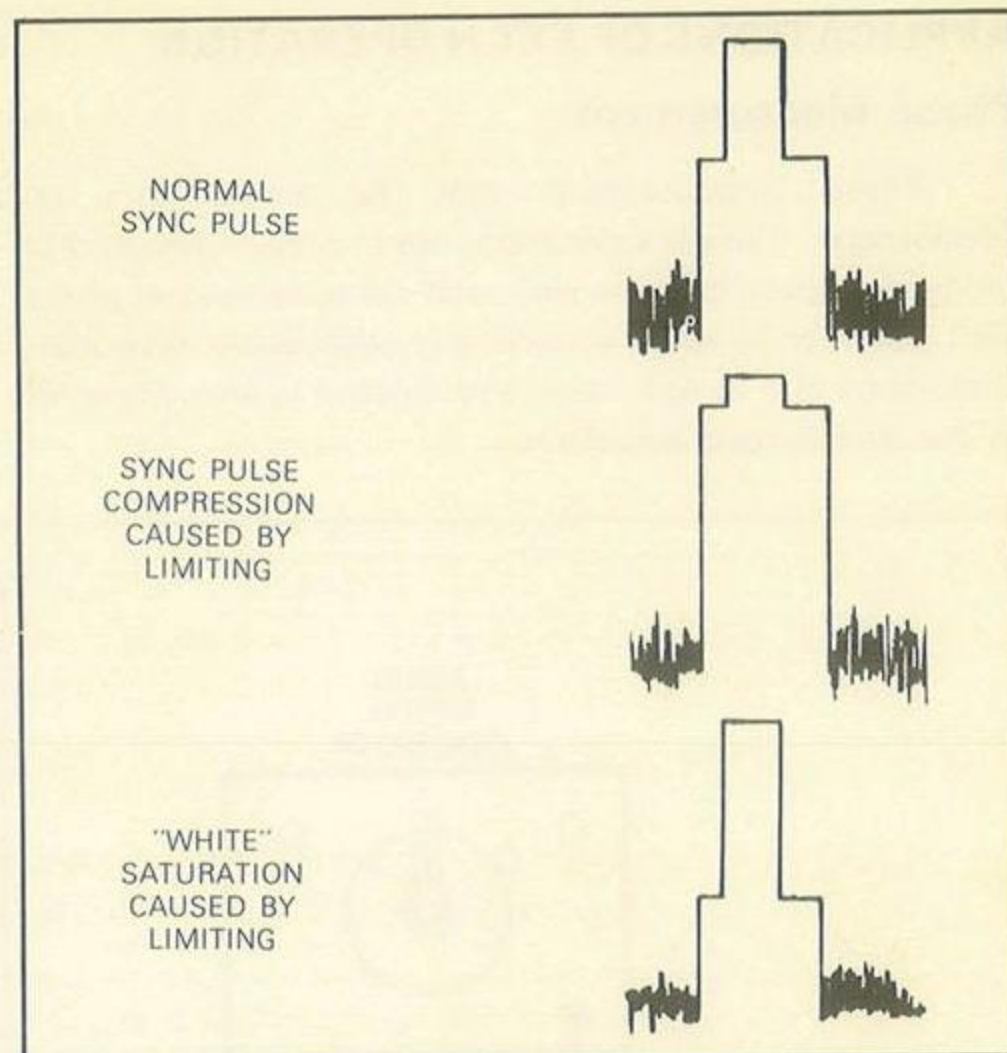 NORMAL
SYNC PULSE
SYNC PULSE
COMPRESSION
CAUSED BY
LIMITING
"WHITE"
SATURATION
CAUSED BY
LIMITING